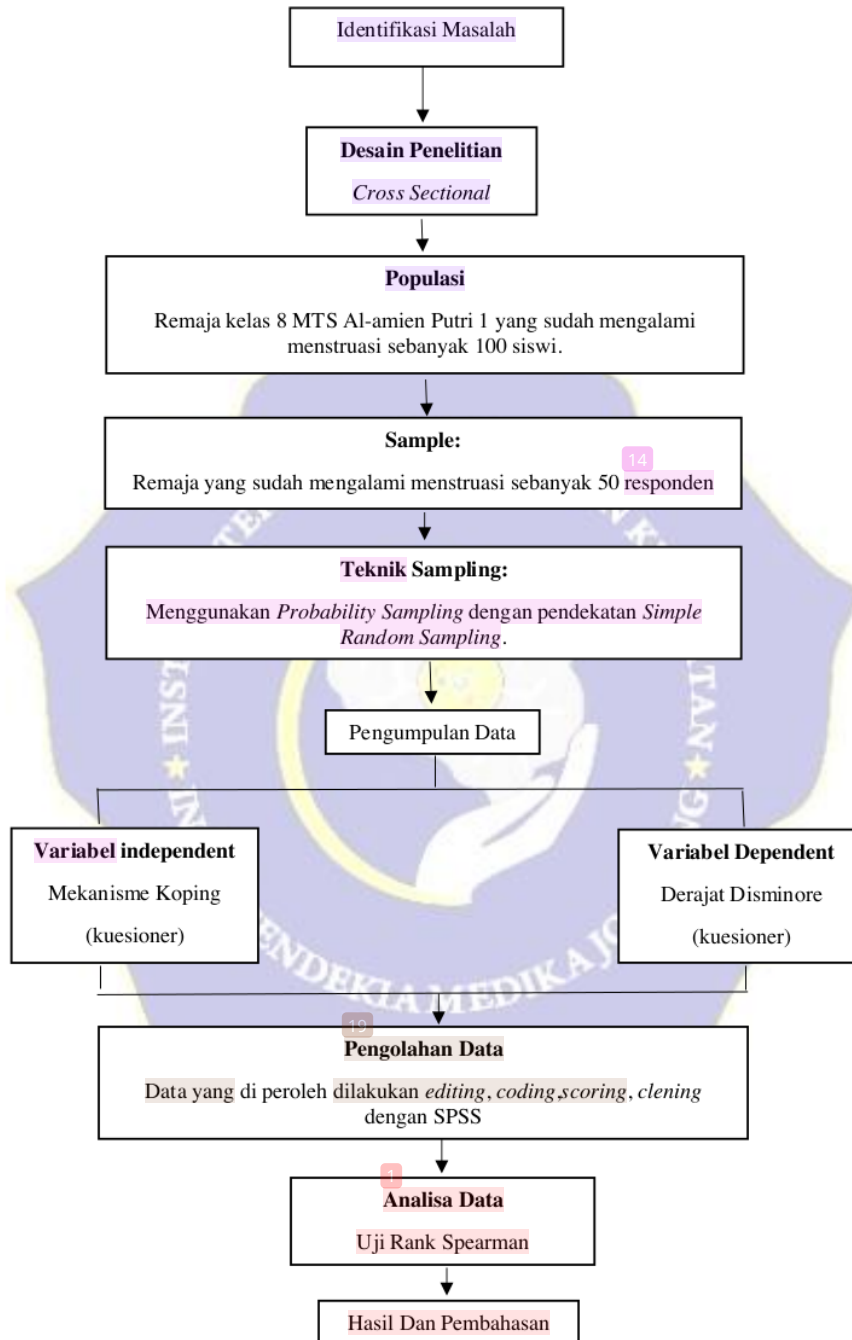 Identifikasi Masalah
Desain Penelitian
Cross Sectional
Populasi
Remaja kelas 8 MTS Al-amien Putri 1 yang sudah mengalami
menstruasi sebanyak 100 siswi.
Sample:
14
Remaja yang sudah mengalami menstruasi sebanyak 50 responden
Teknik Sampling:
Menggunakan Probability Sampling dengan pendekatan Simple
Random Sampling.
Pengumpulan Data
Variabel independent
Mekanisme Koping
(kuesioner)
Variabel Dependent
Derajat Disminore
(kuesioner)
ENDEKIA MEDIKA JO
19
Pengolahan Data
Data yang di peroleh dilakukan editing, coding,scoring, clening
dengan SPSS
1
Analisa Data
Uji Rank Spearman
Hasil Dan Pembahasan